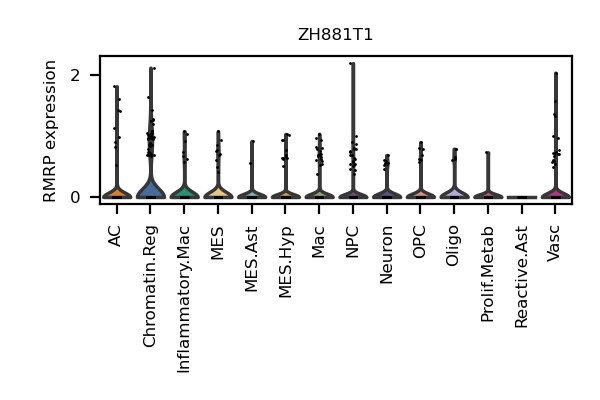 ZH881T1
RMRP expression
2
0
AC
Chromatin.Reg
Inflammatory.Mac
MES
MES.Ast
MES.Hyp
Mac
NPC
Neuron
OPC
Oligo
Prolif.Metab
Reactive.Ast
Vasc